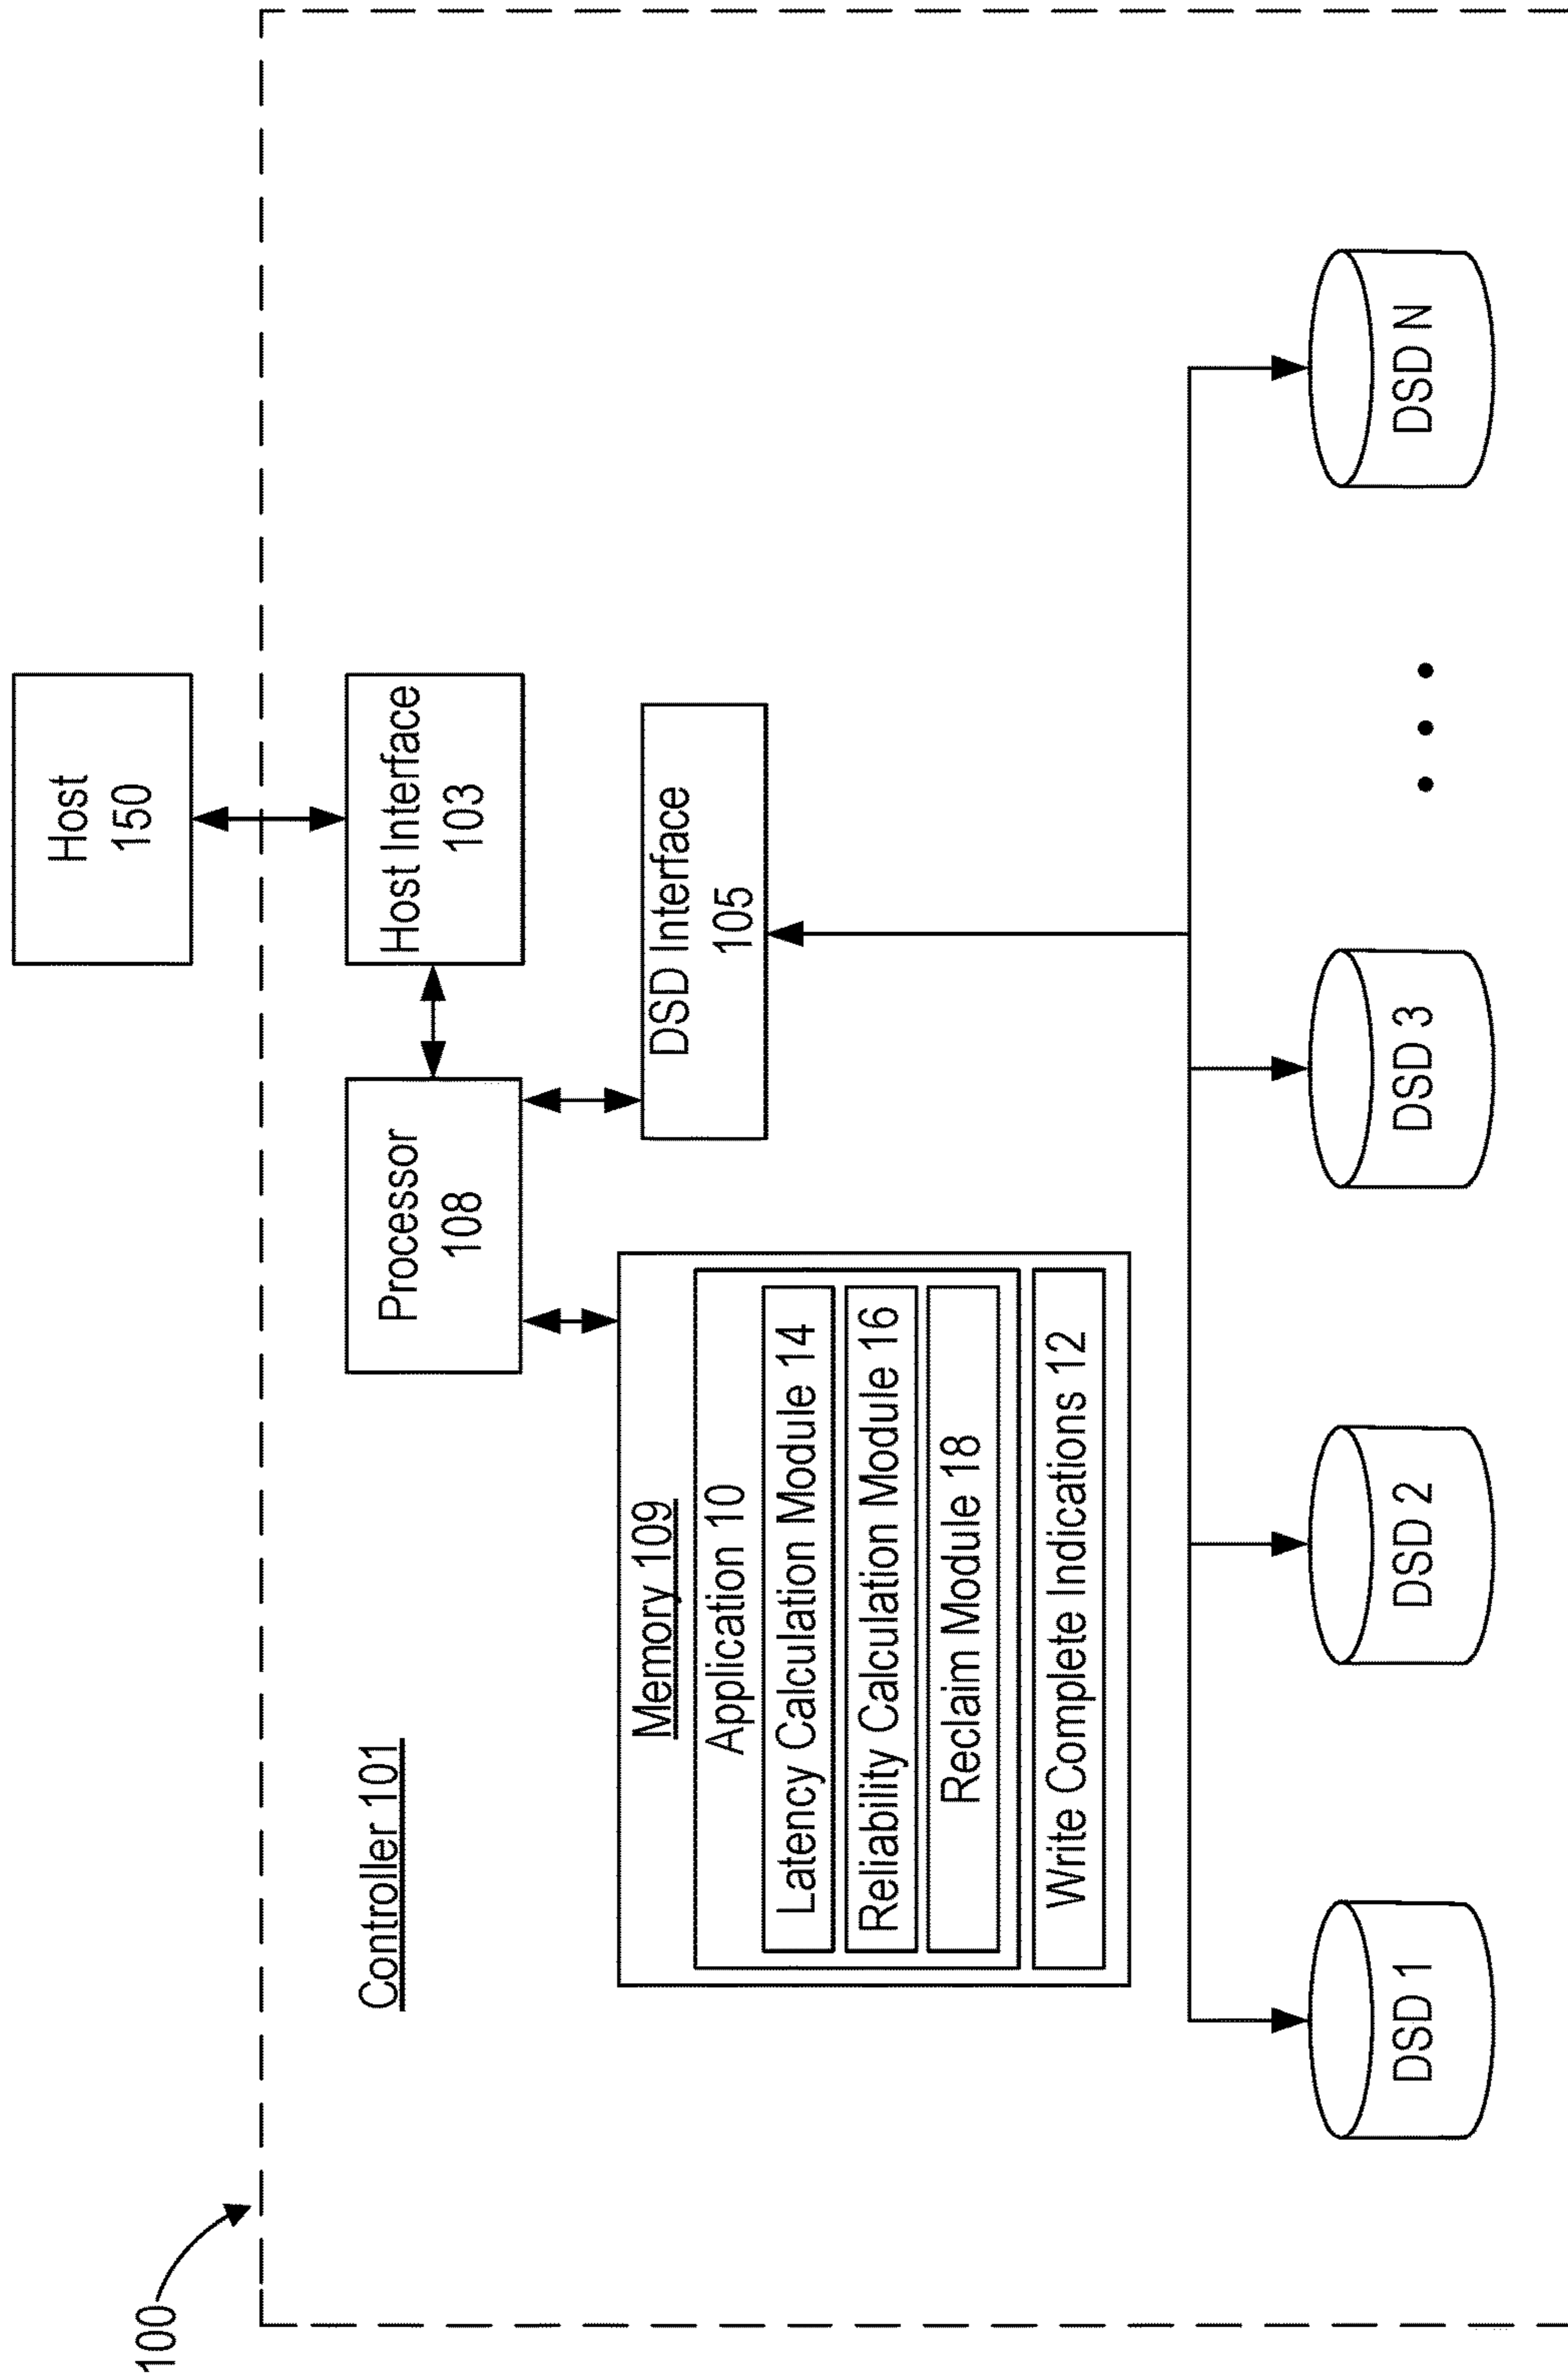 100
Host
150
Controller 101
Processor
108
Host Interface
103
Memory 109
Application 10
Latency Calculation Module 14
Reliability Calculation Module 16
Reclaim Module 18
Write Complete Indications 12
DSD Interface
105
DSD 1
DSD 2
DSD 3
DSD N